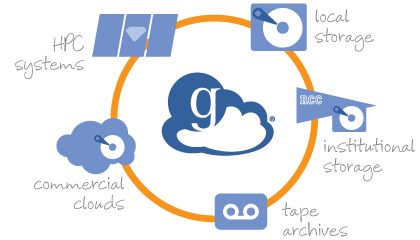 HPC
systems
local
storage
g
®
RCC
institutional
storage
commercial
clouds
tape
archives